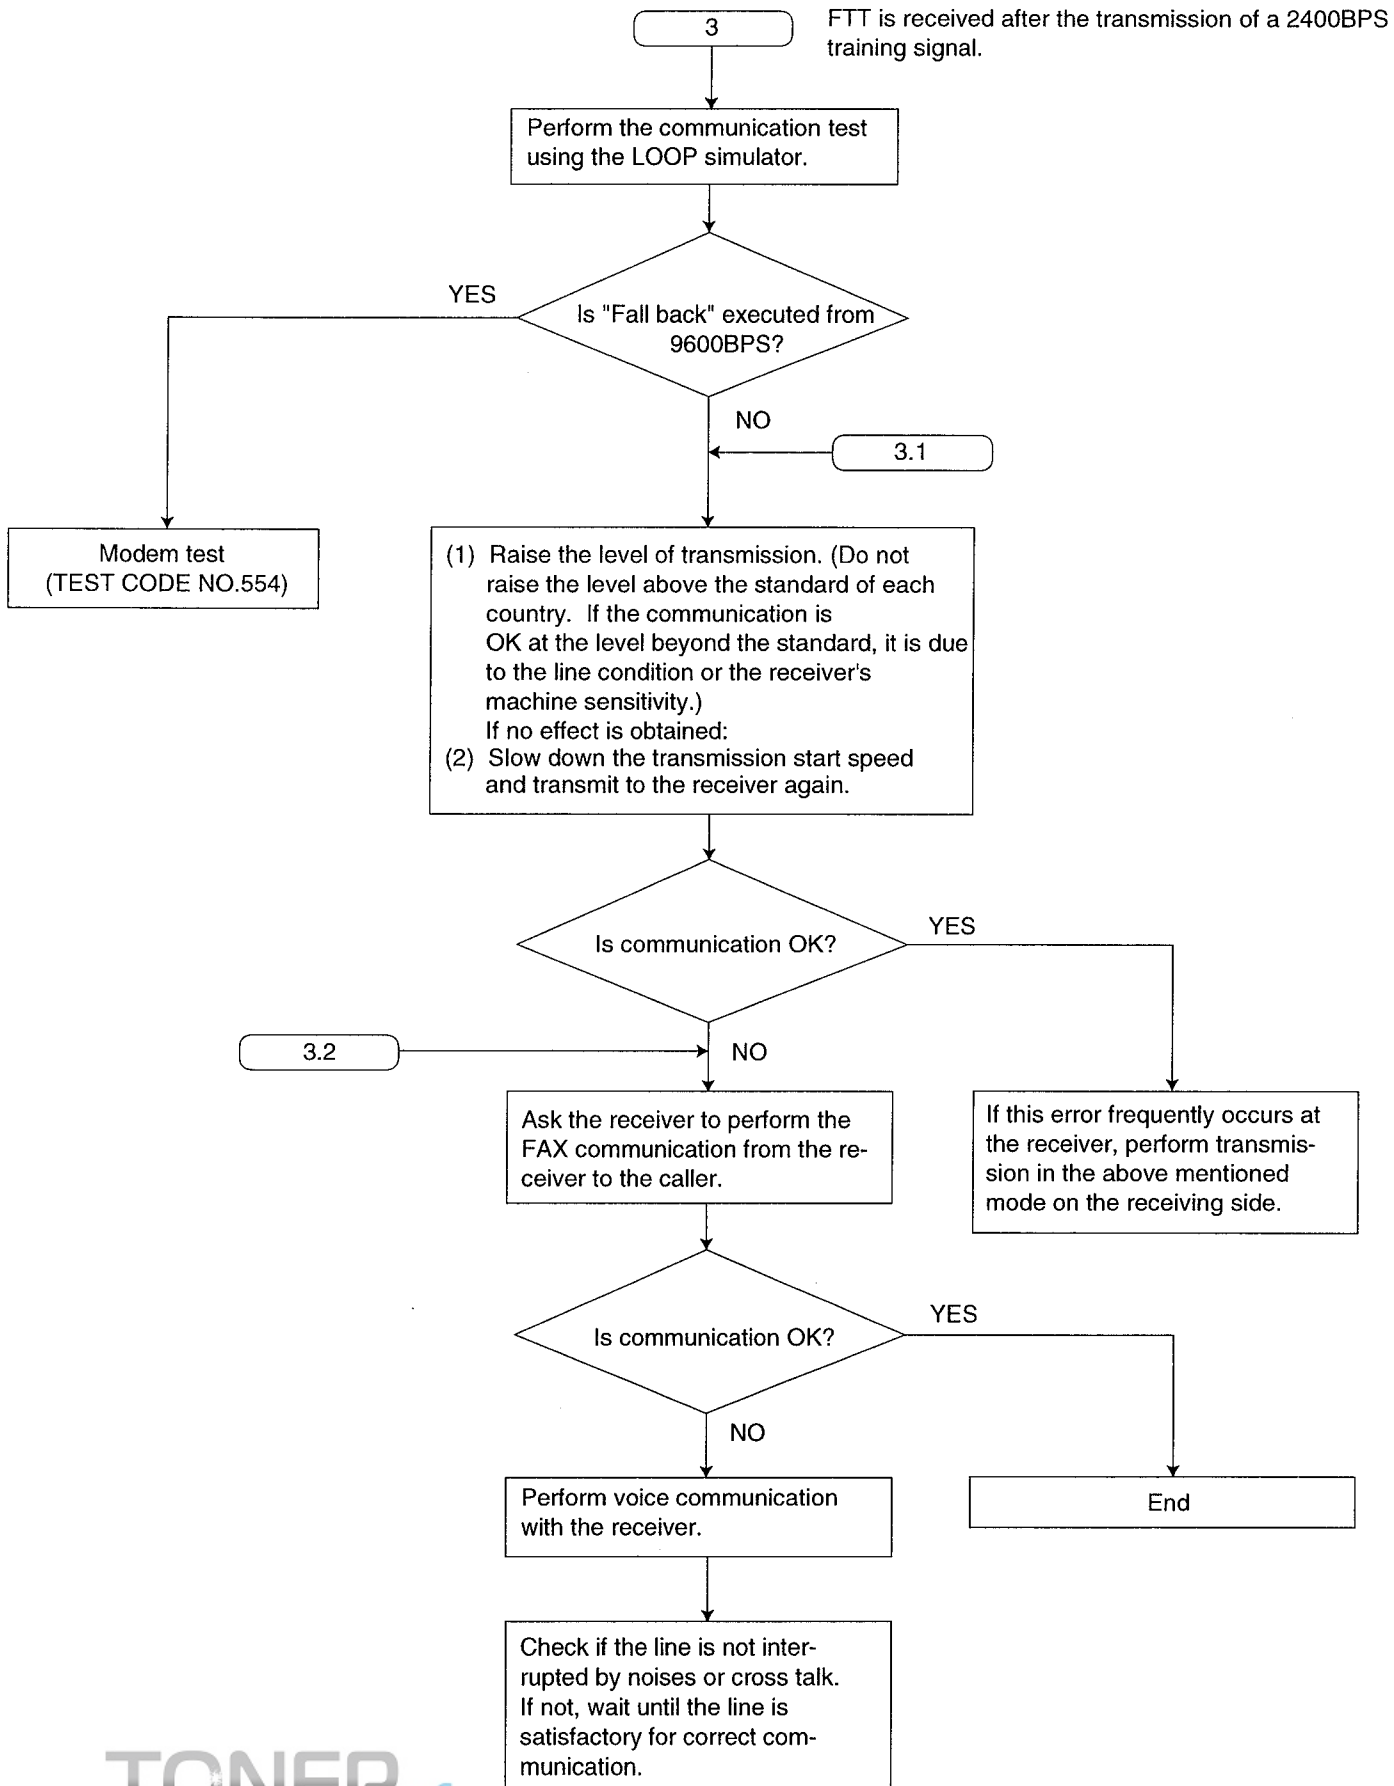 3
FTT is received after the transmission of a 2400BPS
training signal.
Perform the communication test
using the LOOP simulator.
YES
Is "Fall back" executed from
9600BPS?
NO
3.1
Modem test
(TEST CODE NO.554)
(1) Raise the level of transmission. (Do not
raise the level above the standard of each
country. If the communication is
OK at the level beyond the standard, it is due
to the line condition or the receiver's
machine sensitivity.)
If no effect is obtained:
(2) Slow down the transmission start speed
and transmit to the receiver again.
Is communication OK?
YES
3.2
NO
Ask the receiver to perform the
FAX communication from the re-
ceiver to the caller.
If this error frequently occurs at
the receiver, perform transmis-
sion in the above mentioned
mode on the receiving side.
Is communication OK?
YES
NO
Perform voice communication
with the receiver.
End
Check if the line is not inter-
rupted by noises or cross talk.
If not, wait until the line is
satisfactory for correct com-
munication.
TONER